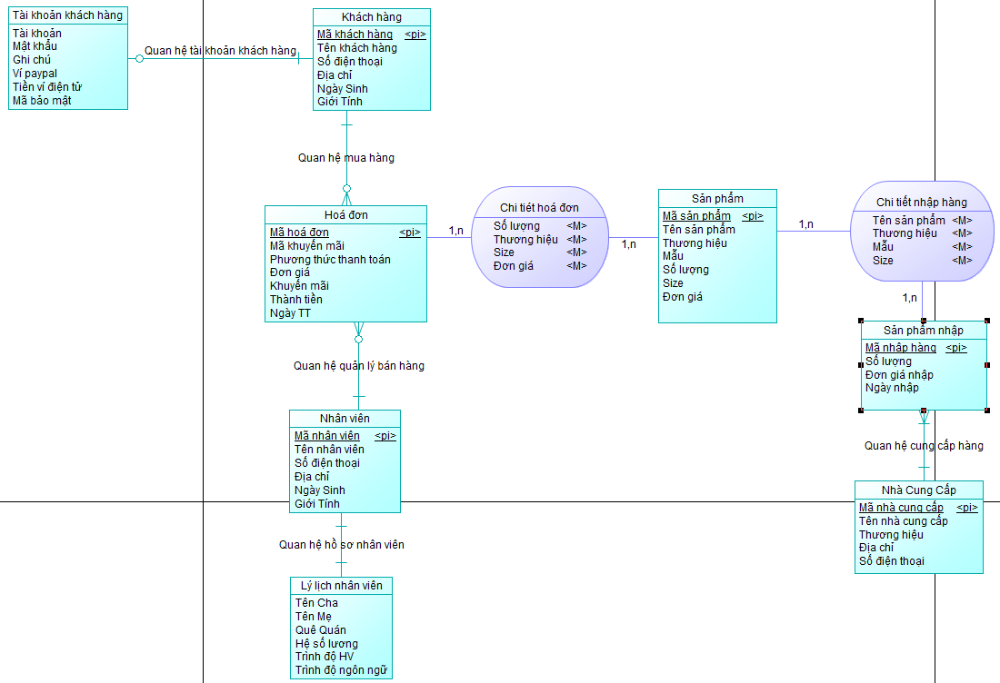 Tài khoản khách hàng
Tài khoản
Mật khẩu
Ghi chú
Ví paypal
Tiền ví điện tử
Mã bảo mật
Quan hệ tài khoản khách hàng
Khách hàng
Mã khách hàng <pi>
Tên khách hàng
Số điện thoại
Địa chỉ
Ngày Sinh
Giới Tính
Quan hệ mua hàng
Hoá đơn
Mã hoá đơn <pi>
Mã khuyến mãi
Phương thức thanh toán
Đơn giá
Khuyến mãi
Thành tiền
Ngày TT
1,n
Chi tiét hoá đơn
Số lượng <M>
Thương hiệu <M>
Size <M>
Đơn giá <M>
1,n
Sản phẩm
Mã sản phẩm <pi>
Tên sản phẩm
Thương hiệu
Mẫu
Số lượng
Size
Đơn giá
1,n
Chi tiết nhập hàng
Tên sản phẩm <M>
Thương hiệu <M>
Mẫu <M>
Size <M>
1,n
Sản phẩm nhập
Mã nhập hàng <pi>
Số lượng
Đơn giá nhập
Ngày nhập
Quan hệ cung cấp hàng
Nhà Cung Cấp
Mã nhà cung cấp <pi>
Tên nhà cung cấp
Thương hiệu
Địa chỉ
Số điện thoại
Quan hệ quản lý bán hàng
Nhân viên
Mã nhân viên <pi>
Tên nhân viên
Số điện thoại
Địa chỉ
Ngày Sinh
Giới Tính
Quan hệ hồ sơ nhân viên
Lý lịch nhân viên
Tên Cha
Tên Mẹ
Quê Quán
Hệ số lương
Trình độ HV
Trình độ ngôn ngữ